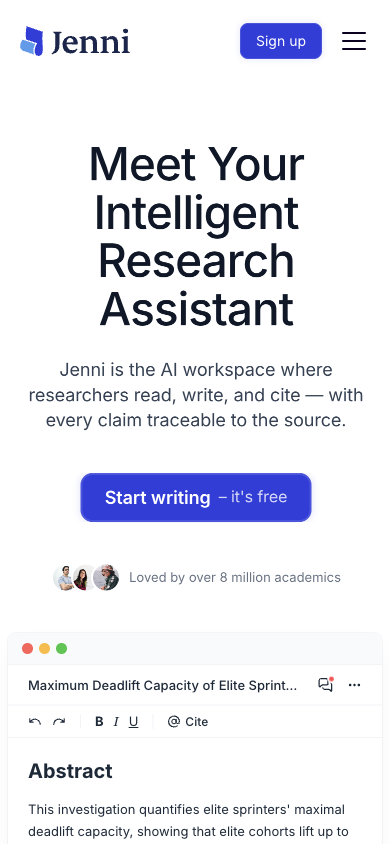 Jenni
Sign up
Meet Your
Intelligent
Research
Assistant
Jenni is the AI workspace where
researchers read, write, and cite — with
every claim traceable to the source.
Start writing – it's free
Loved by over 8 million academics
Maximum Deadlift Capacity of Elite Sprint...
B I U @ Cite
Abstract
This investigation quantifies elite sprinters' maximal
deadlift capacity, showing that elite cohorts lift up to